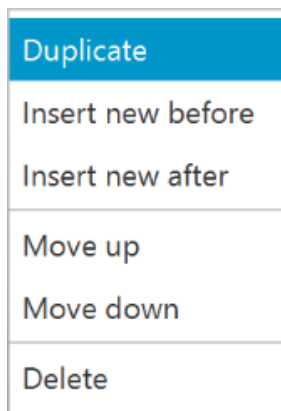 Duplicate
Insert new before
Insert new after
Move up
Move down
Delete